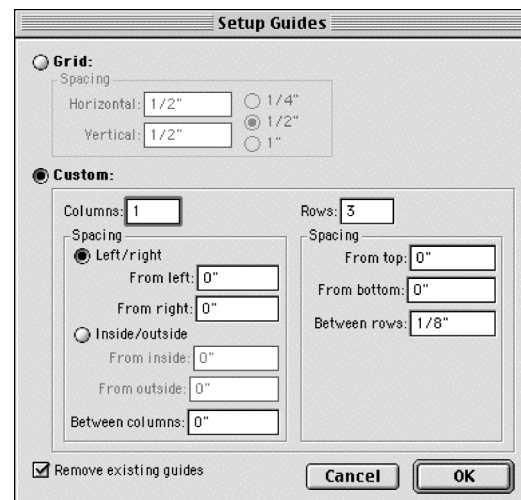 Setup Guides
Grid:
Spacing
Horizontal: 1/2"
Vertical: 1/2"
1/4"
1/2"
1"
Custom:
Columns: 1
Spacing
Left/right
From left: 0"
From right: 0"
Inside/outside
From inside: 0"
From outside: 0"
Between columns: 0"
Rows: 3
Spacing
From top: 0"
From bottom: 0"
Between rows: 1/8"
Remove existing guides
Cancel
OK